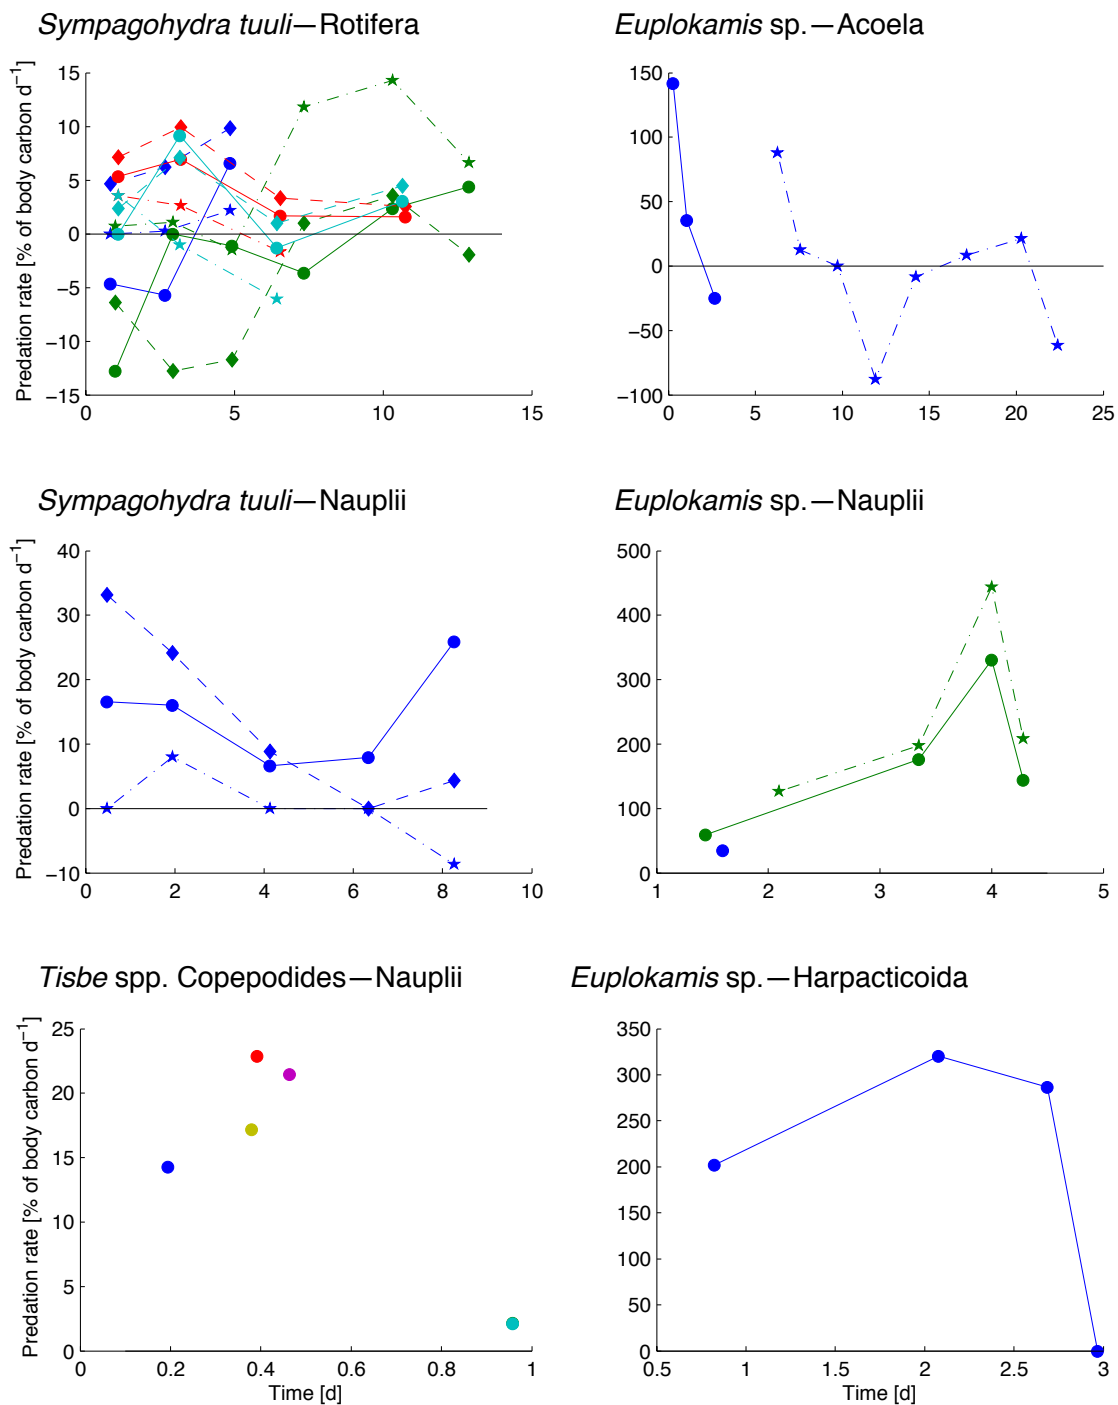 Sympagohydra tuuli—Rotifera
Euplokamis sp.—Acoela
Predation rate [% of body carbon d⁻¹]
15
10
5
0
−5
−10
−15
0 5 10 15
150
100
50
0
−50
−100
0 5 10 15 20 25
Sympagohydra tuuli—Nauplii
Euplokamis sp.—Nauplii
Predation rate [% of body carbon d⁻¹]
40
30
20
10
0
−10
0 2 4 6 8 10
500
400
300
200
100
0
1 2 3 4 5
Tisbe spp. Copepodides—Nauplii
Euplokamis sp.—Harpacticoida
Predation rate [% of body carbon d⁻¹]
25
20
15
10
5
0
0 0.2 0.4 0.6 0.8 1
Time [d]
350
300
250
200
150
100
50
0
0.5 1 1.5 2 2.5 3
Time [d]